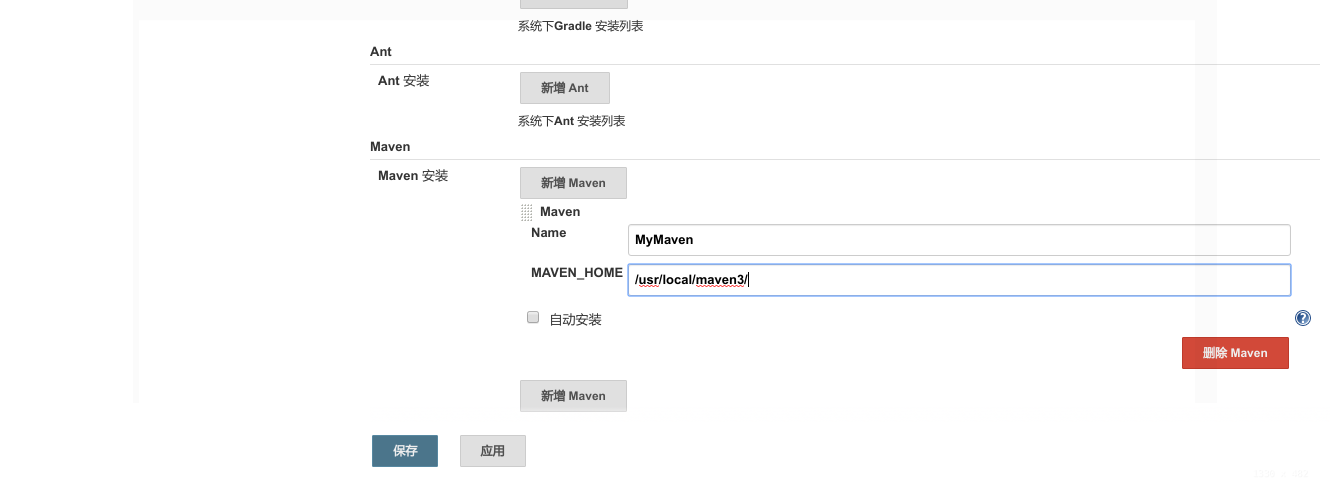 系统下Gradle 安装列表
Ant
Ant 安装
新增 Ant
系统下Ant 安装列表
Maven
Maven 安装
新增 Maven
Maven
Name
MyMaven
MAVEN_HOME
/usr/local/maven3/
自动安装
?
删除 Maven
新增 Maven
保存
应用